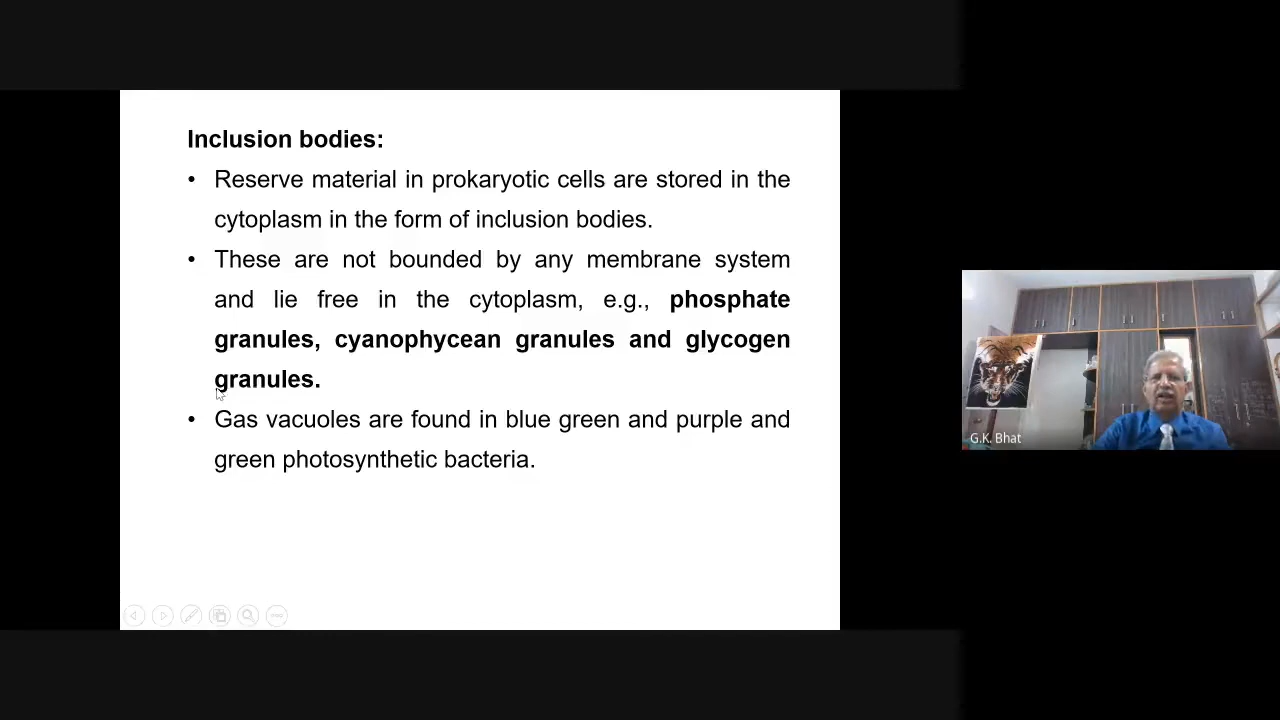 Inclusion bodies:
• Reserve material in prokaryotic cells are stored in the
cytoplasm in the form of inclusion bodies.
• These are not bounded by any membrane system
and lie free in the cytoplasm, e.g., phosphate
granules, cyanophycean granules and glycogen
granules.
• Gas vacuoles are found in blue green and purple and
green photosynthetic bacteria.
G.K. Bhat